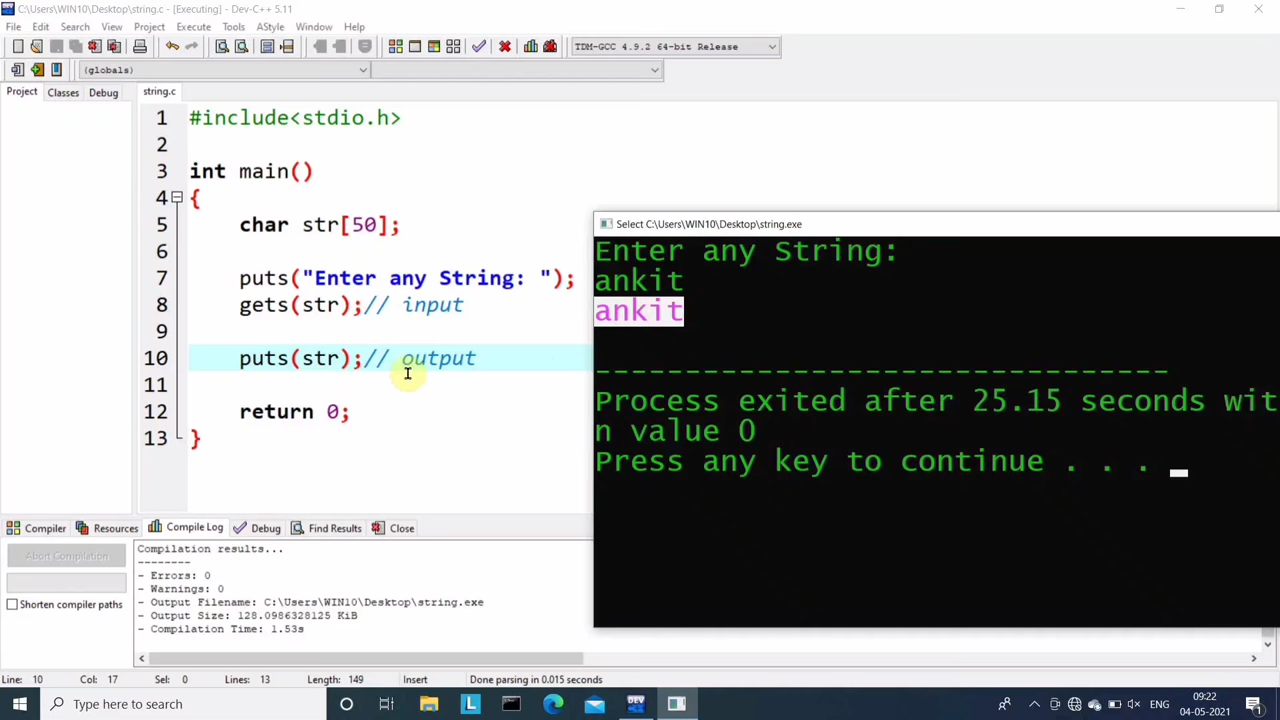 C:\Users\WIN10\Desktop\string.c - [Executing] - Dev-C++ 5.11
File Edit Search View Project Execute Tools AStyle Window Help
TDM-GCC 4.9.2 64-bit Release
(globals)
Project Classes Debug string.c
1 #include<stdio.h>
2
3 int main()
4 {
5 char str[50];
6
7 puts("Enter any String: ");
8 gets(str);// input
9
10 puts(str);// output
11
12 return 0;
13 }
Select C:\Users\WIN10\Desktop\string.exe
Enter any String:
ankit
ankit
--------------------------------
Process exited after 25.15 seconds wit
n value 0
Press any key to continue . . .
Compiler Resources Compile Log Debug Find Results Close
Abort Compilation
Shorten compiler paths
Compilation results...
--------
- Errors: 0
- Warnings: 0
- Output Filename: C:\Users\WIN10\Desktop\string.exe
- Output Size: 128.0986328125 KiB
- Compilation Time: 1.53s
Line: 10 Col: 17 Sel: 0 Lines: 13 Length: 149 Insert Done parsing in 0.015 seconds
Type here to search
L
DEV
ENG
09:22
04-05-2021
1